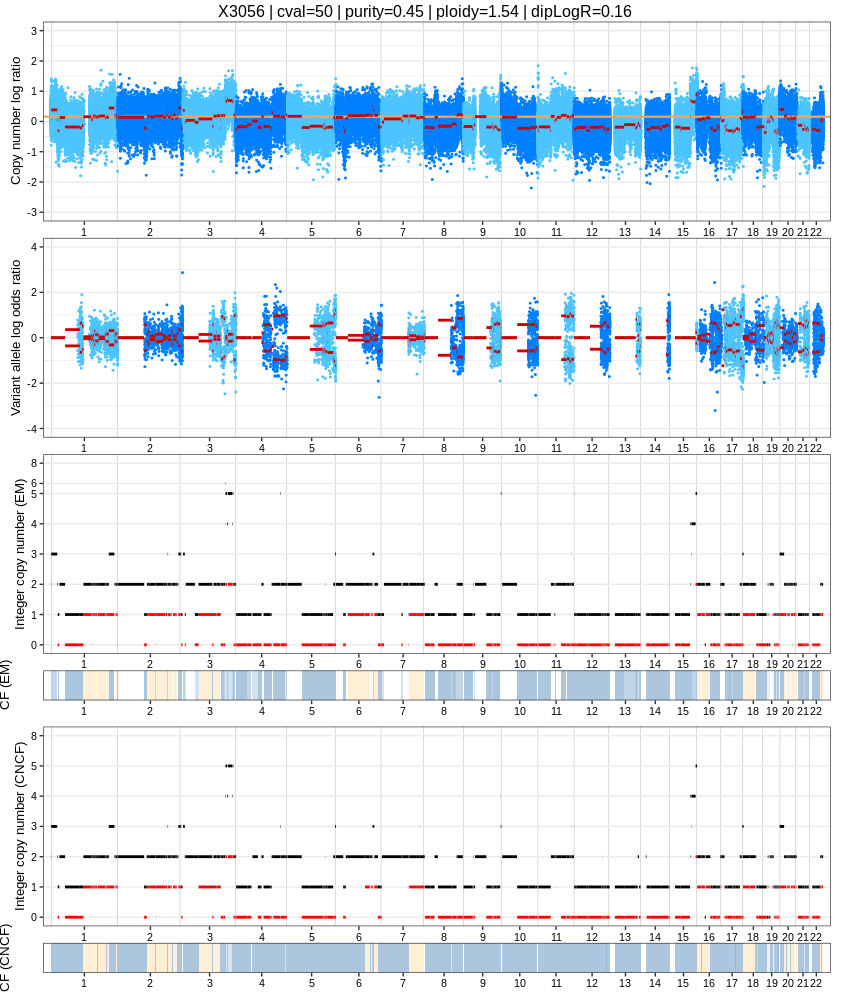 X3056 | cval=50 | purity=0.45 | ploidy=1.54 | dipLogR=0.16
Copy number log ratio
3
2
1
0
-1
-2
-3
1 2 3 4 5 6 7 8 9 10 11 12 13 14 15 16 17 18 19 20 21 22
Variant allele log odds ratio
4
2
0
-2
-4
1 2 3 4 5 6 7 8 9 10 11 12 13 14 15 16 17 18 19 20 21 22
Integer copy number (EM)
8
6
5
4
3
2
1
0
1 2 3 4 5 6 7 8 9 10 11 12 13 14 15 16 17 18 19 20 21 22
CF (EM)
1 2 3 4 5 6 7 8 9 10 11 12 13 14 15 16 17 18 19 20 21 22
Integer copy number (CNCF)
8
5
4
3
2
1
0
1 2 3 4 5 6 7 8 9 10 11 12 13 14 15 16 17 18 19 20 21 22
CF (CNCF)
1 2 3 4 5 6 7 8 9 10 11 12 13 14 15 16 17 18 19 20 21 22